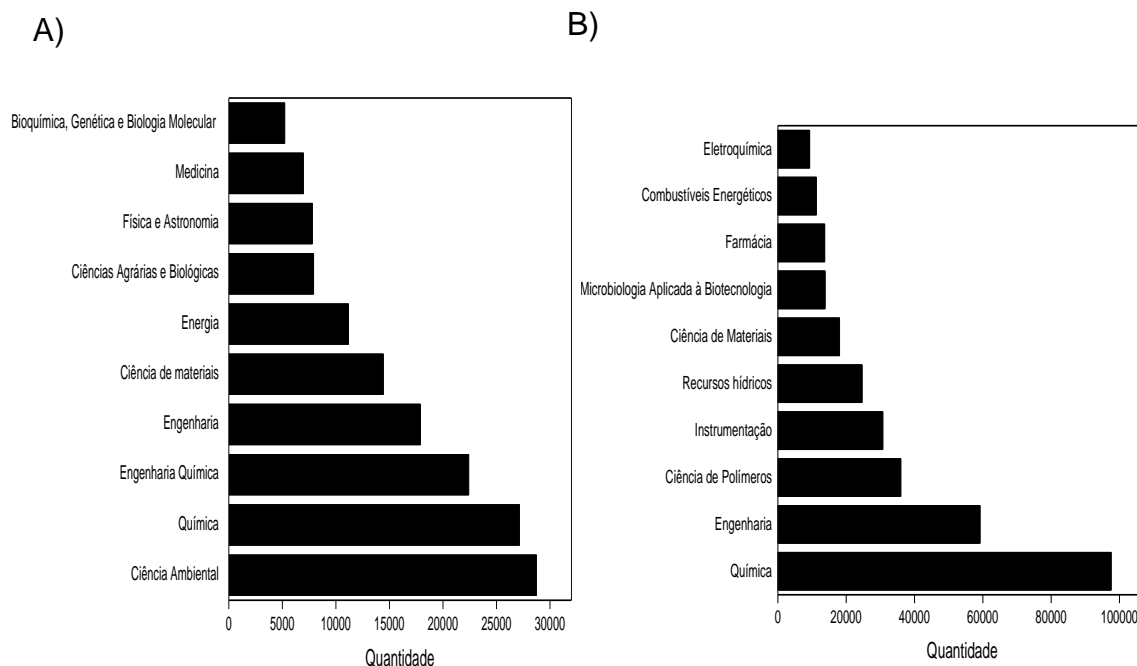 A)
Bioquímica, Genética e Biologia Molecular
Medicina
Física e Astronomia
Ciências Agrárias e Biológicas
Energia
Ciência de materiais
Engenharia
Engenharia Química
Química
Ciência Ambiental
0 5000 10000 15000 20000 25000 30000
Quantidade
B)
Eletroquímica
Combustíveis Energéticos
Farmácia
Microbiologia Aplicada à Biotecnologia
Ciência de Materiais
Recursos hídricos
Instrumentação
Ciência de Polímeros
Engenharia
Química
0 20000 40000 60000 80000 100000
Quantidade